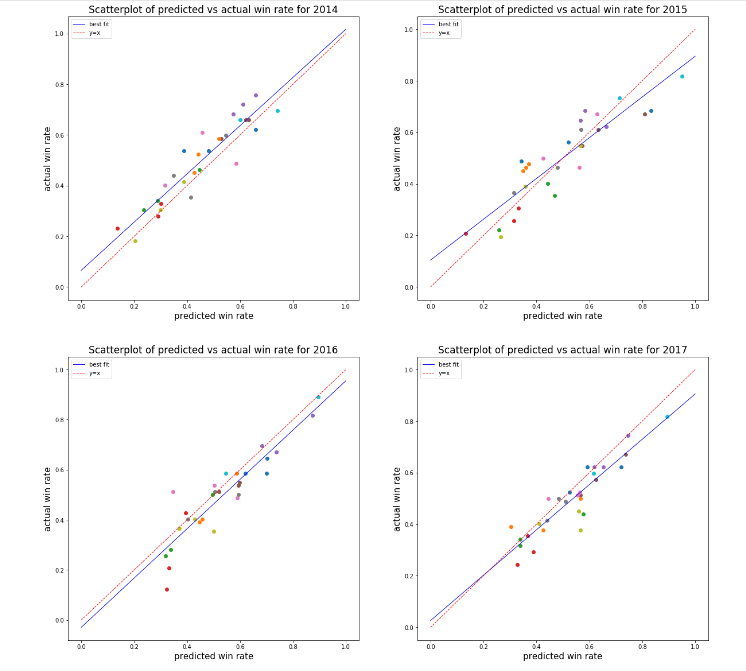 Scatterplot of predicted vs actual win rate for 2014
best fit
y=x
actual win rate
1.0
0.8
0.6
0.4
0.2
0.0
0.0 0.2 0.4 0.6 0.8 1.0
predicted win rate
Scatterplot of predicted vs actual win rate for 2015
best fit
y=x
actual win rate
1.0
0.8
0.6
0.4
0.2
0.0
0.0 0.2 0.4 0.6 0.8 1.0
predicted win rate
Scatterplot of predicted vs actual win rate for 2016
best fit
y=x
actual win rate
1.0
0.8
0.6
0.4
0.2
0.0
0.0 0.2 0.4 0.6 0.8 1.0
predicted win rate
Scatterplot of predicted vs actual win rate for 2017
best fit
y=x
actual win rate
1.0
0.8
0.6
0.4
0.2
0.0
0.0 0.2 0.4 0.6 0.8 1.0
predicted win rate